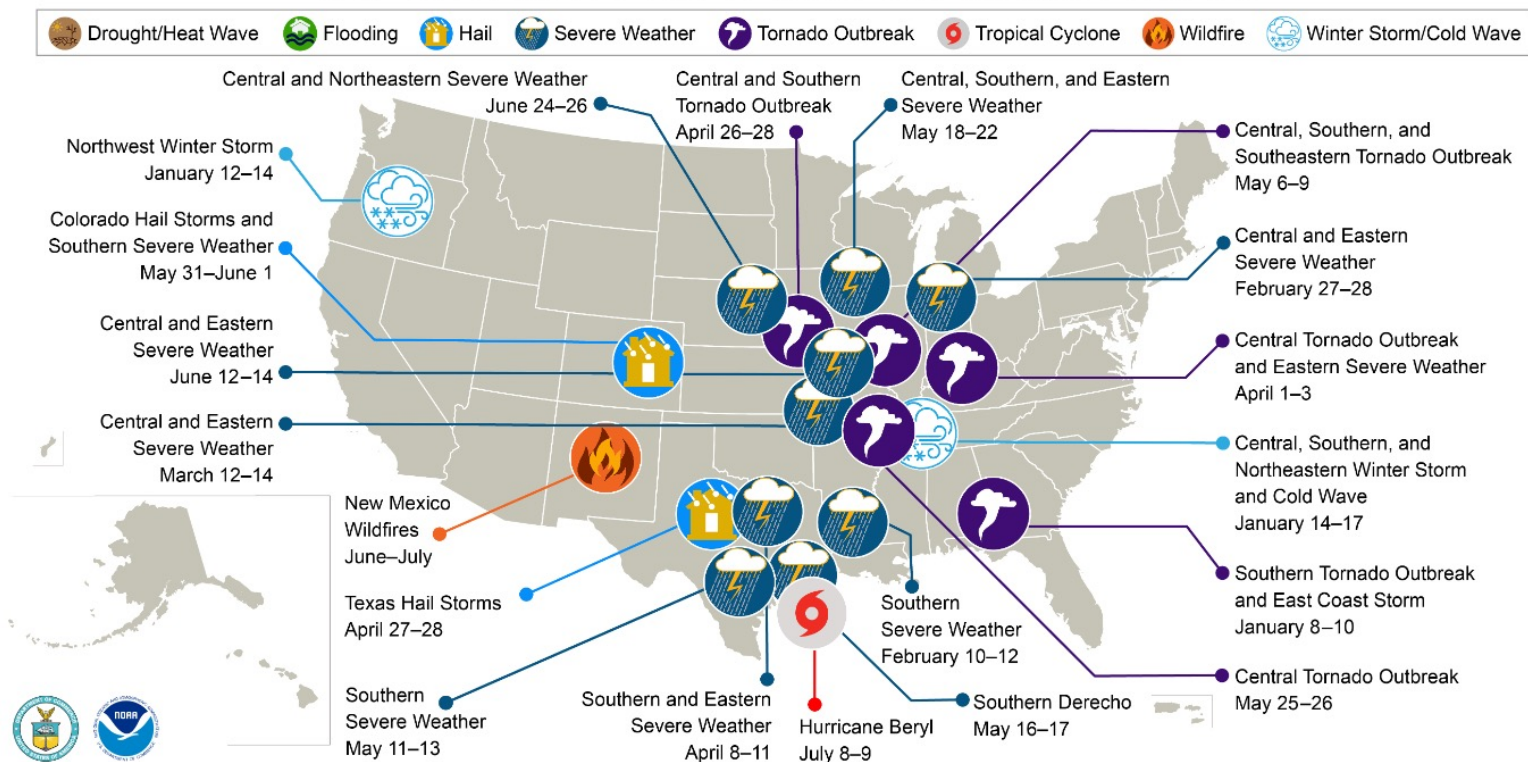 Drought/Heat Wave
Flooding
Hail
Severe Weather
Tornado Outbreak
Tropical Cyclone
Wildfire
Winter Storm/Cold Wave
Central and Northeastern Severe Weather
June 24–26
Central and Southern
Tornado Outbreak
April 26–28
Central, Southern, and Eastern
Severe Weather
May 18–22
Northwest Winter Storm
January 12–14
Colorado Hail Storms and
Southern Severe Weather
May 31–June 1
Central and Eastern
Severe Weather
June 12–14
Central and Eastern
Severe Weather
March 12–14
New Mexico
Wildfires
June–July
Texas Hail Storms
April 27–28
Southern
Severe Weather
May 11–13
Southern and Eastern
Severe Weather
April 8–11
Hurricane Beryl
July 8–9
Southern Derecho
May 16–17
Southern
Severe Weather
February 10–12
Central, Southern, and
Southeastern Tornado Outbreak
May 6–9
Central and Eastern
Severe Weather
February 27–28
Central Tornado Outbreak
and Eastern Severe Weather
April 1–3
Central, Southern, and
Northeastern Winter Storm
and Cold Wave
January 14–17
Southern Tornado Outbreak
and East Coast Storm
January 8–10
Central Tornado Outbreak
May 25–26
NOAA